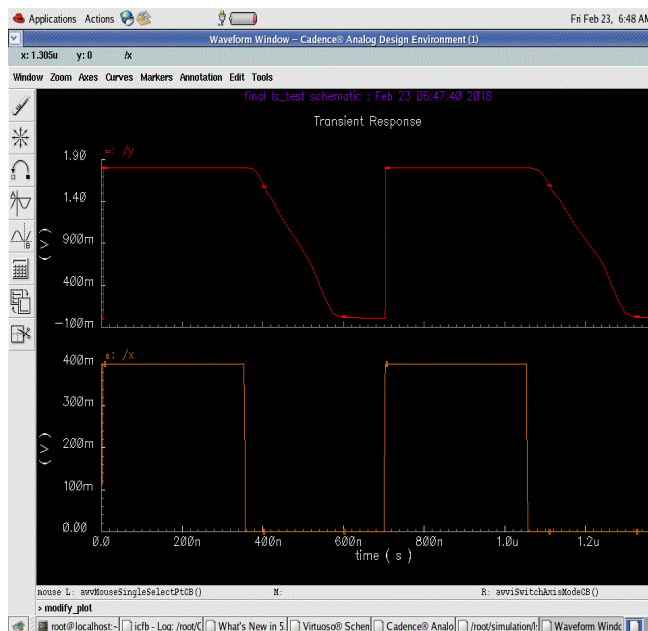 Applications Actions Fri Feb 23, 6:48 AM
Waveform Window – Cadence® Analog Design Environment (1)
x: 1.305u y: 0 /x
Window Zoom Axes Curves Markers Annotation Edit Tools
final ls_test schematic : Feb 23 06:47:40 2018
Transient Response
: /y
1.90
1.40
900m
400m
-100m
(V)
: /x
400m
300m
200m
100m
0.00
(V)
0.0 200n 400n 600n 800n 1.0u 1.2u
time ( s )
mouse L: awvMouseSingleSelectPtCB() M: R: avviSwitchAxisModeCB()
> modify_plot
root@localhost:~ icfb - Log: /root/C What's New in 5. Virtuoso® Schen Cadence® Analo /root/simulation/l Waveform Windo